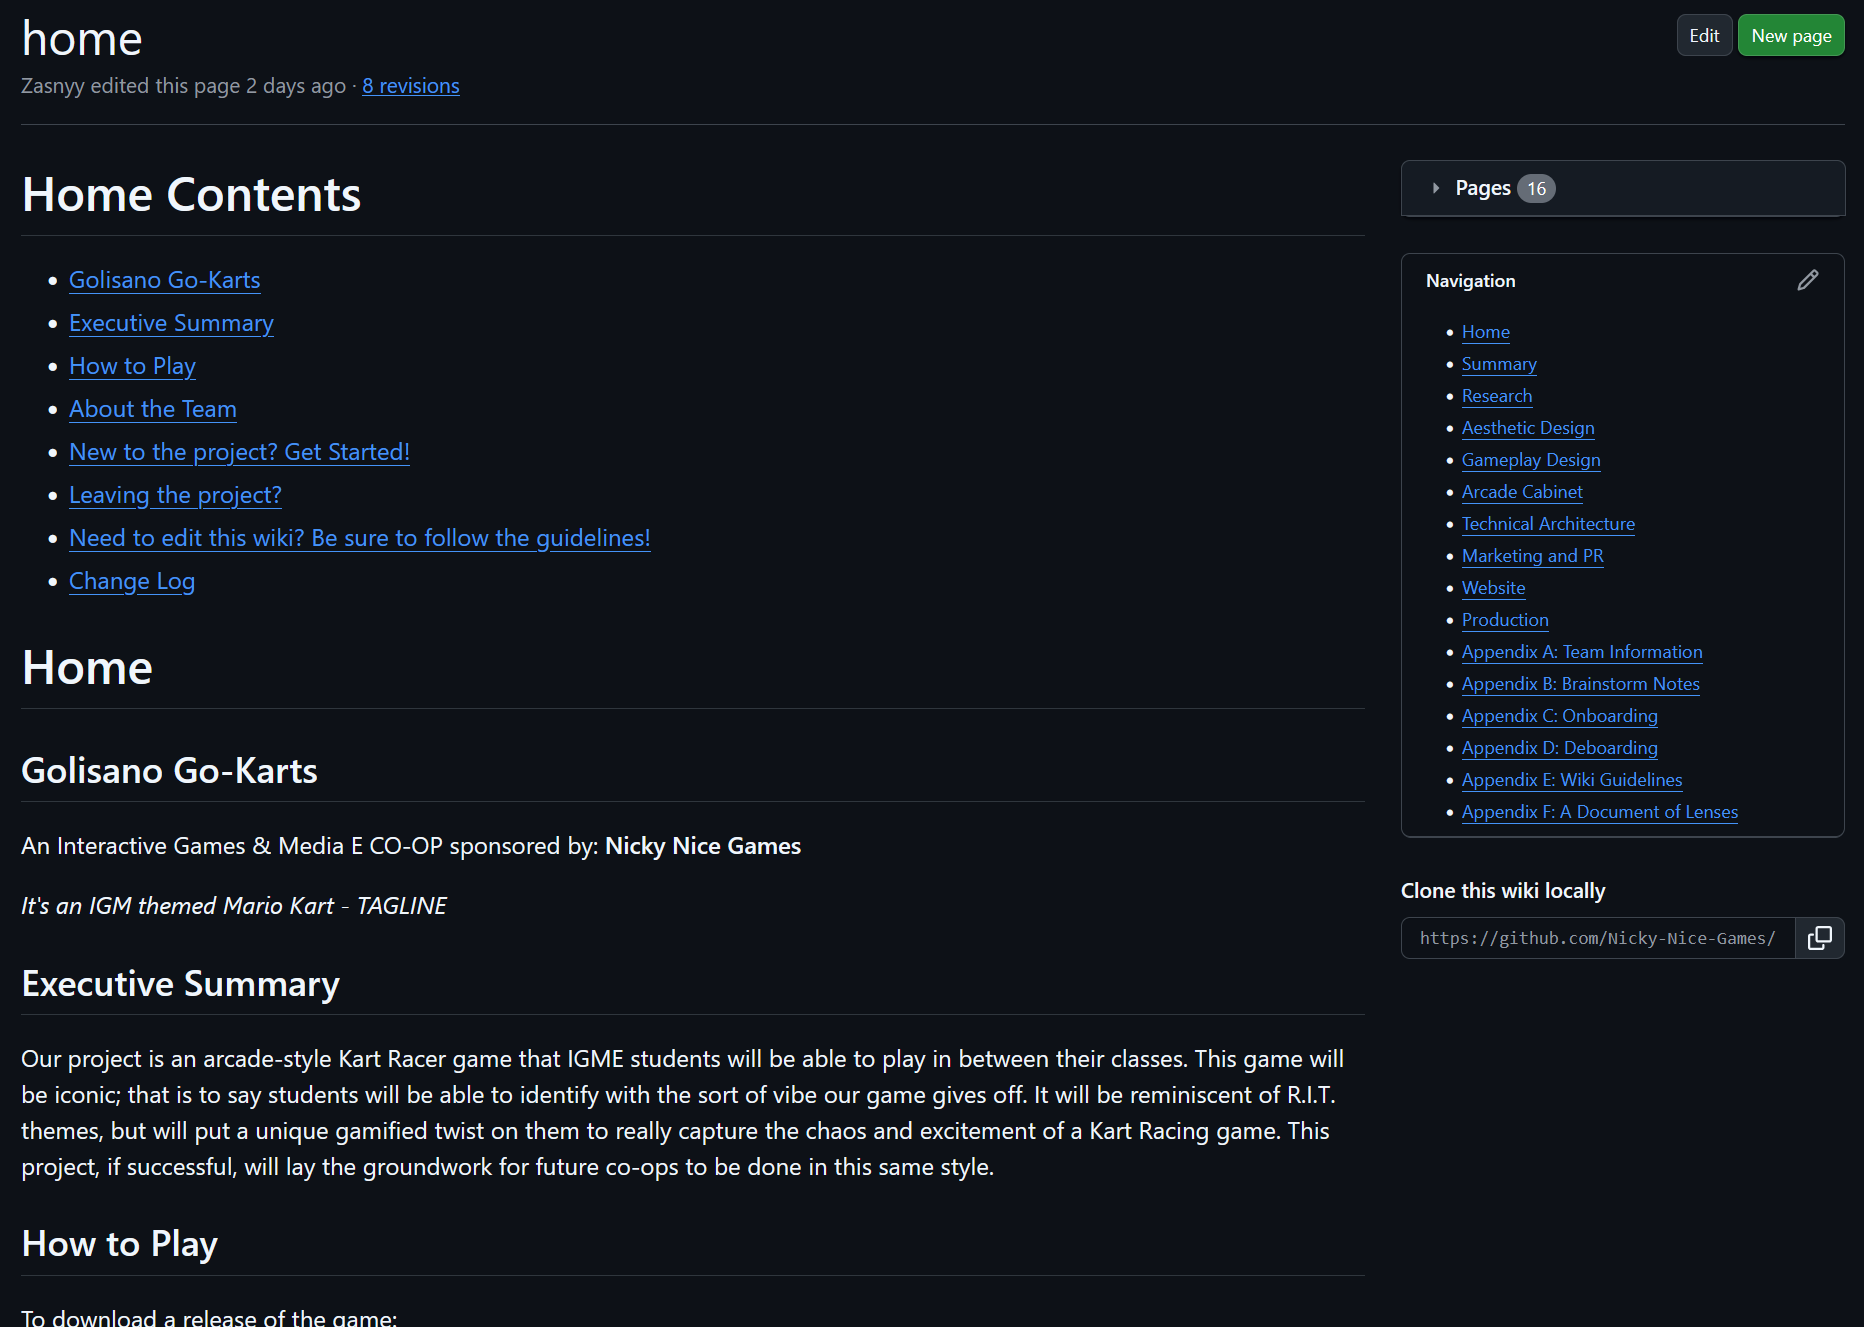 home
Edit
New page
Zasnyy edited this page 2 days ago · 8 revisions
Home Contents
Golisano Go-Karts
Executive Summary
How to Play
About the Team
New to the project? Get Started!
Leaving the project?
Need to edit this wiki? Be sure to follow the guidelines!
Change Log
Home
Golisano Go-Karts
An Interactive Games & Media E CO-OP sponsored by: Nicky Nice Games
It's an IGM themed Mario Kart - TAGLINE
Executive Summary
Our project is an arcade-style Kart Racer game that IGME students will be able to play in between their classes. This game will
be iconic; that is to say students will be able to identify with the sort of vibe our game gives off. It will be reminiscent of R.I.T.
themes, but will put a unique gamified twist on them to really capture the chaos and excitement of a Kart Racing game. This
project, if successful, will lay the groundwork for future co-ops to be done in this same style.
How to Play
To download a release of the game:
Pages 16
Navigation
Home
Summary
Research
Aesthetic Design
Gameplay Design
Arcade Cabinet
Technical Architecture
Marketing and PR
Website
Production
Appendix A: Team Information
Appendix B: Brainstorm Notes
Appendix C: Onboarding
Appendix D: Deboarding
Appendix E: Wiki Guidelines
Appendix F: A Document of Lenses
Clone this wiki locally
https://github.com/Nicky-Nice-Games/